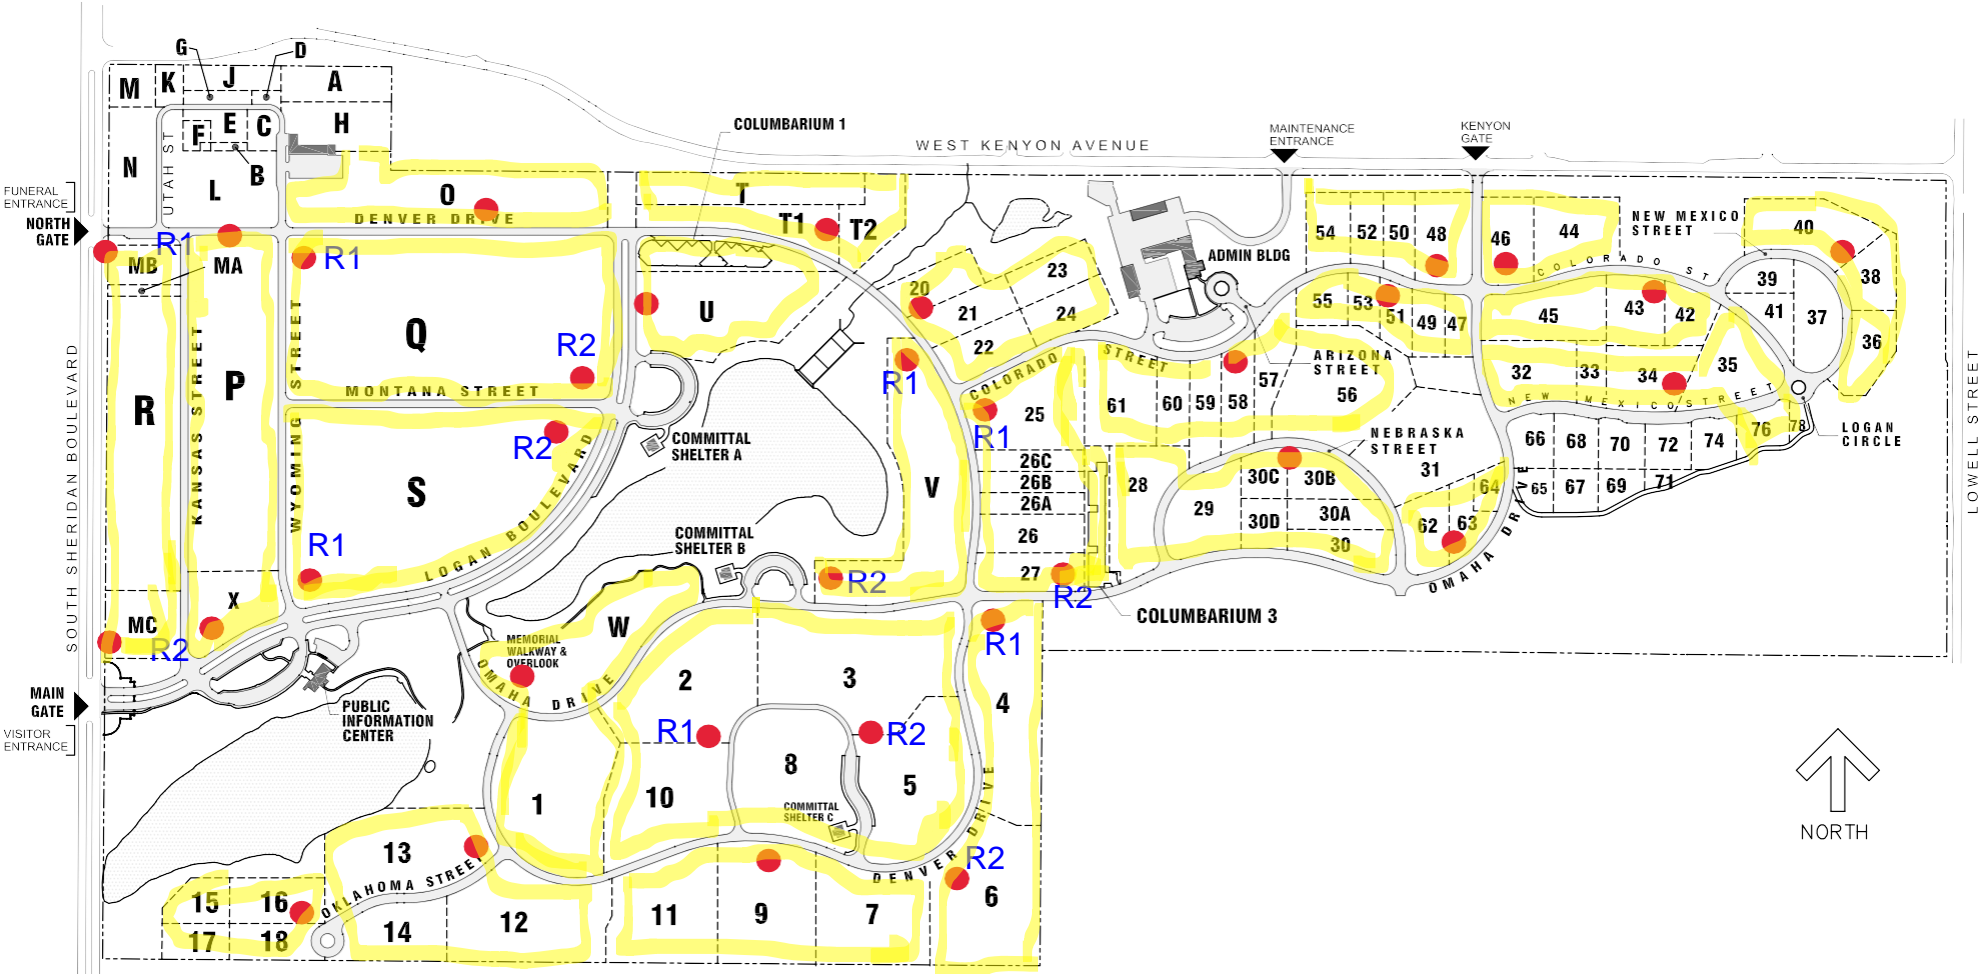 G
D
M
K
J
A
F
E
C
H
N
B
L
UTAH ST
COLUMBARIUM 1
WEST KENYON AVENUE
MAINTENANCE
ENTRANCE
KENYON
GATE
FUNERAL
ENTRANCE
NORTH
GATE
O
DENVER DRIVE
T
T1
T2
R1
MB
MA
R1
Q
R2
MONTANA STREET
U
KANSAS STREET
WYOMING STREET
SOUTH SHERIDAN BOULEVARD
R
P
R2
S
R1
LOGAN BOULEVARD
X
MC
R2
COMMITTAL
SHELTER A
COMMITTAL
SHELTER B
MAIN
GATE
VISITOR
ENTRANCE
PUBLIC
INFORMATION
CENTER
MEMORIAL
WALKWAY &
OVERLOOK
W
OMAHA DRIVE
20
21
22
23
24
COLORADO STREET
ADMIN BLDG
R1
V
R2
R1
25
26C
26B
26A
26
27
R2
COLUMBARIUM 3
54
52
50
48
46
44
NEW MEXICO
STREET
40
38
39
41
37
36
COLORADO ST
55
53
51
49
47
45
43
42
35
ARIZONA
STREET
56
57
58
59
60
61
32
33
34
NEW MEXICO STREET
LOGAN
CIRCLE
LOWELL STREET
NEBRASKA
STREET
31
28
29
30C
30B
30D
30A
30
62
63
64
OMAHA DRIVE
66
68
70
72
74
76
78
65
67
69
71
2
3
R1
R2
4
R1
8
5
10
1
COMMITTAL
SHELTER C
DENVER DRIVE
R2
6
13
OKLAHOMA STREET
15
16
17
18
14
12
11
9
7
NORTH